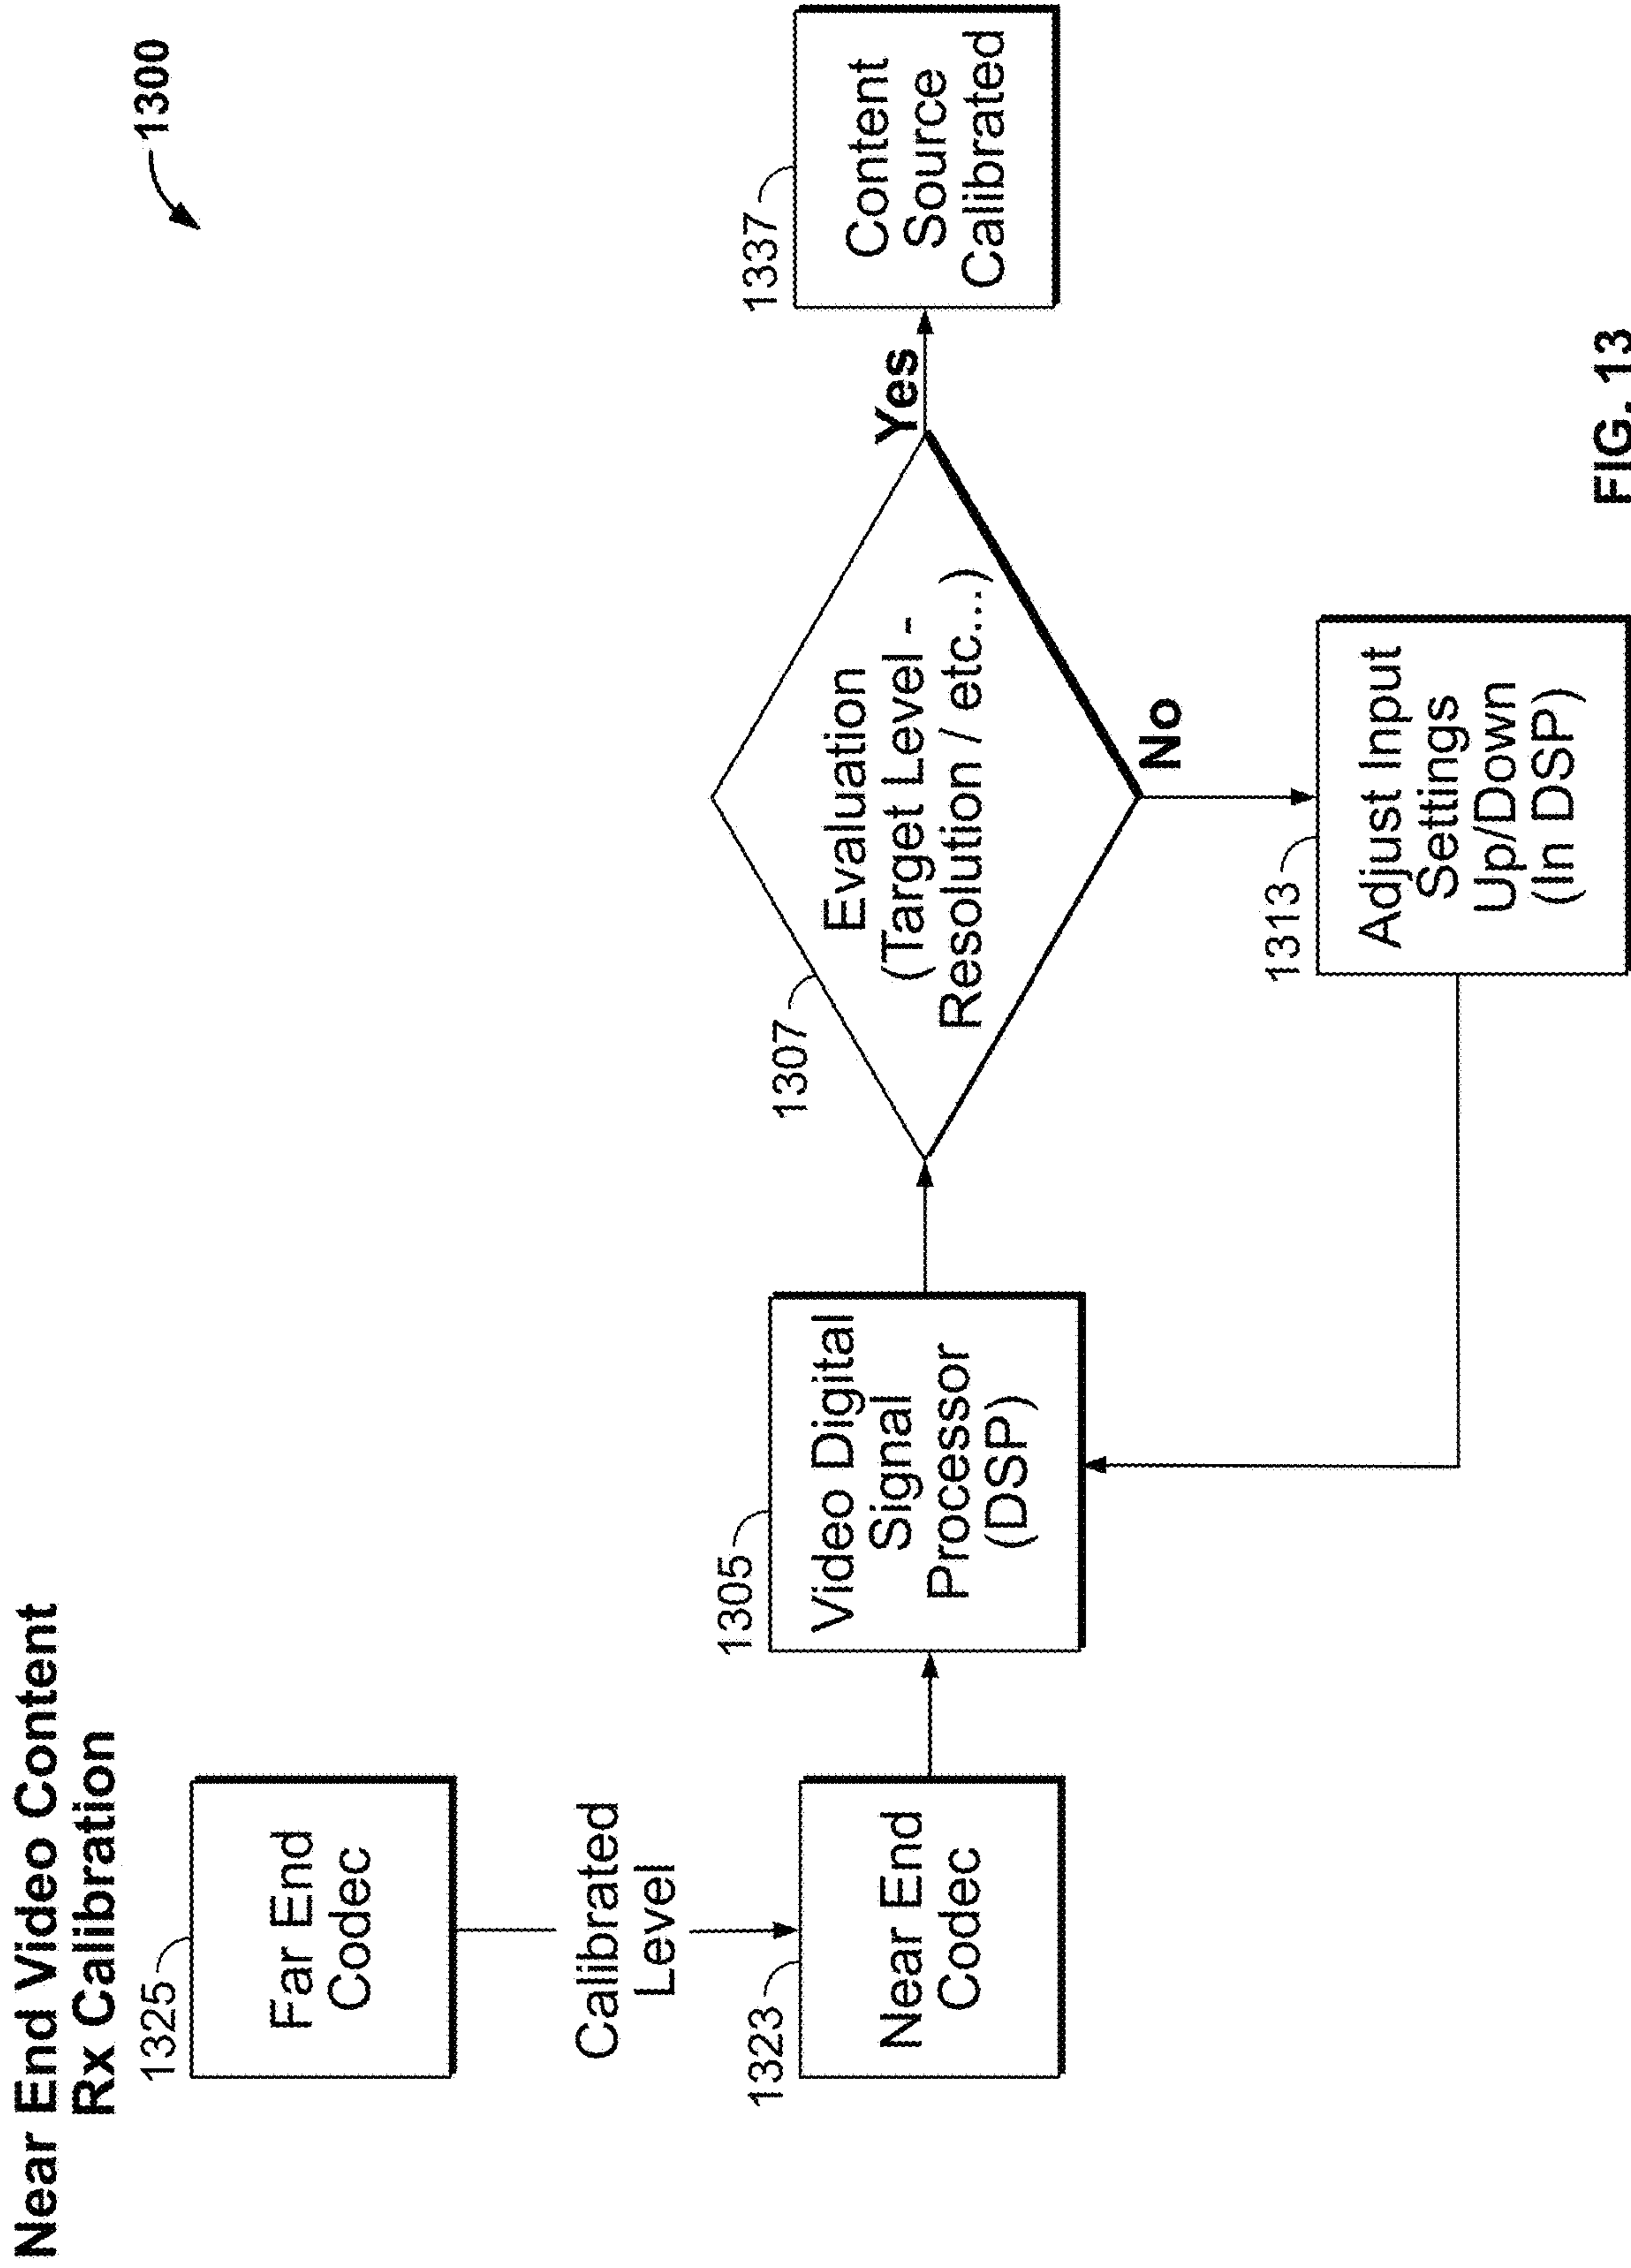 Near End Video Content
Rx Calibration
1300
1325
Far End
Codec
Calibrated
Level
1323
Near End
Codec
1305
Video Digital
Signal
Processor
(DSP)
1307
Evaluation
(Target Level -
Resolution / etc...)
Yes
1337
Content
Source
Calibrated
No
1313
Adjust Input
Settings
Up/Down
(In DSP)
FIG. 13